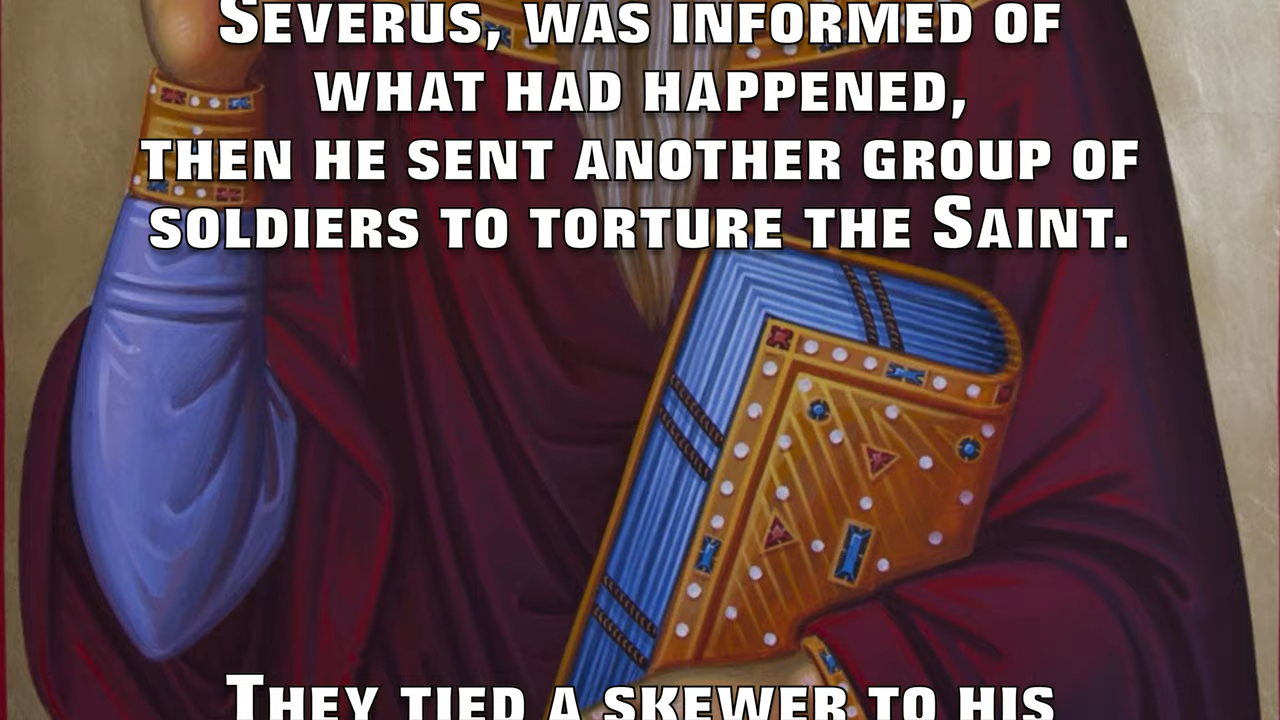 Severus, was informed of
what had happened,
then he sent another group of
soldiers to torture the Saint.
They tied a skewer to his